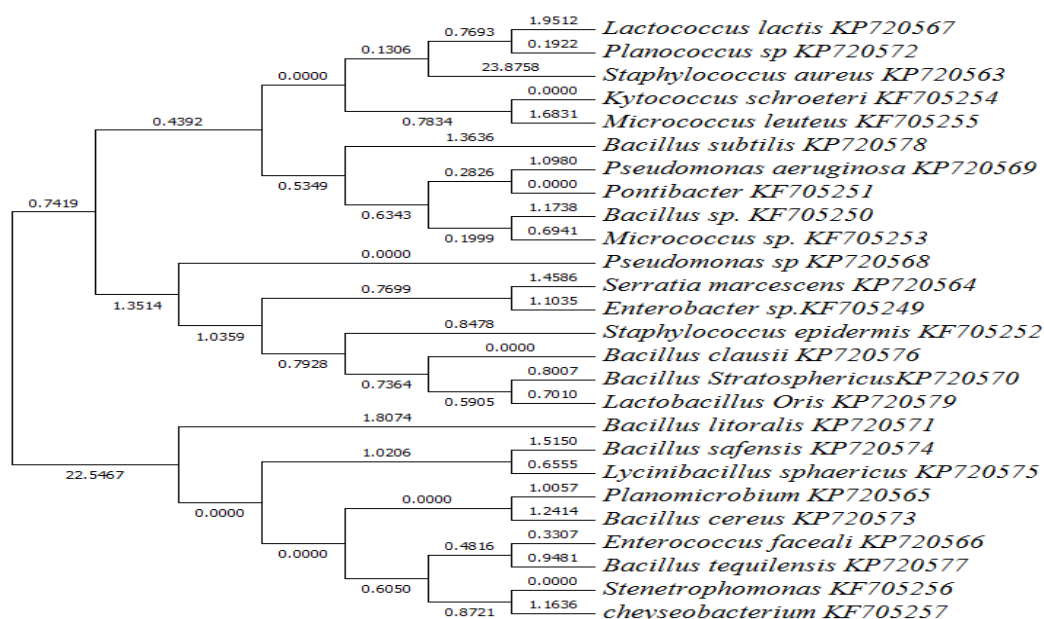 1.9512
0.7693
Lactococcus lactis KP720567
0.1306
0.1922
Planococcus sp KP720572
0.0000
23.8758
Staphylococcus aureus KP720563
0.0000
Kytococcus schroeteri KF705254
0.4392
0.7834
1.6831
Micrococcus leuteus KF705255
1.3636
Bacillus subtilis KP720578
0.5349
0.2826
1.0980
Pseudomonas aeruginosa KP720569
0.0000
Pontibacter KF705251
0.7419
0.6343
1.1738
Bacillus sp. KF705250
0.1999
0.6941
Micrococcus sp. KF705253
0.0000
Pseudomonas sp KP720568
1.3514
0.7699
1.4586
Serratia marcescens KP720564
1.0359
1.1035
Enterobacter sp.KF705249
0.8478
Staphylococcus epidermis KF705252
0.7928
0.0000
Bacillus clausii KP720576
0.7364
0.8007
Bacillus StratosphericusKP720570
0.5905
0.7010
Lactobacillus Oris KP720579
1.8074
Bacillus litoralis KP720571
22.5467
1.0206
1.5150
Bacillus safensis KP720574
0.6555
Lycinibacillus sphaericus KP720575
0.0000
0.0000
1.0057
Planomicrobium KP720565
1.2414
Bacillus cereus KP720573
0.0000
0.4816
0.3307
Enterococcus faceali KP720566
0.9481
Bacillus tequilensis KP720577
0.6050
0.0000
Stenetrophomonas KF705256
0.8721
1.1636
cheyseobacterium KF705257